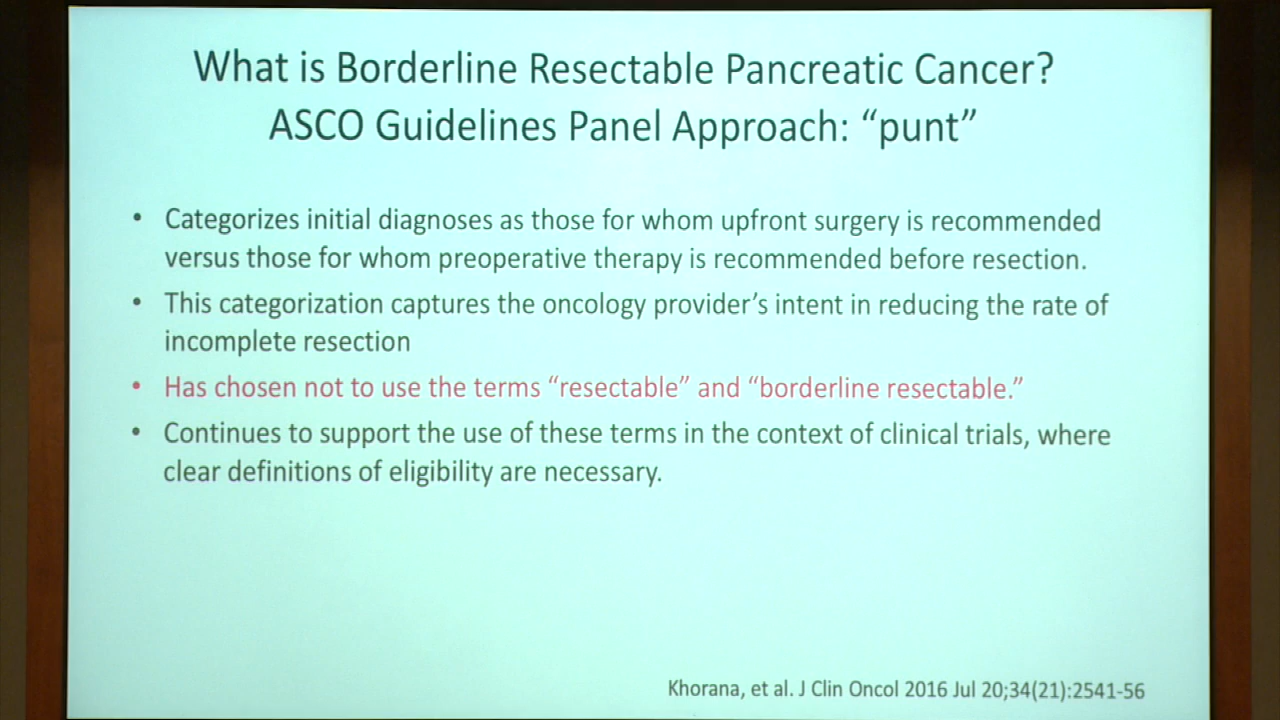 What is Borderline Resectable Pancreatic Cancer?
ASCO Guidelines Panel Approach: “punt”
• Categorizes initial diagnoses as those for whom upfront surgery is recommended
versus those for whom preoperative therapy is recommended before resection.
• This categorization captures the oncology provider’s intent in reducing the rate of
incomplete resection
• Has chosen not to use the terms “resectable” and “borderline resectable.”
• Continues to support the use of these terms in the context of clinical trials, where
clear definitions of eligibility are necessary.
Khorana, et al. J Clin Oncol 2016 Jul 20;34(21):2541-56